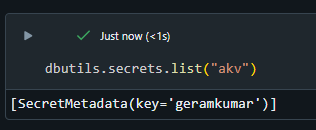 Just now (<1s)
dbutils.secrets.list("akv")
[SecretMetadata(key='geramkumar')]